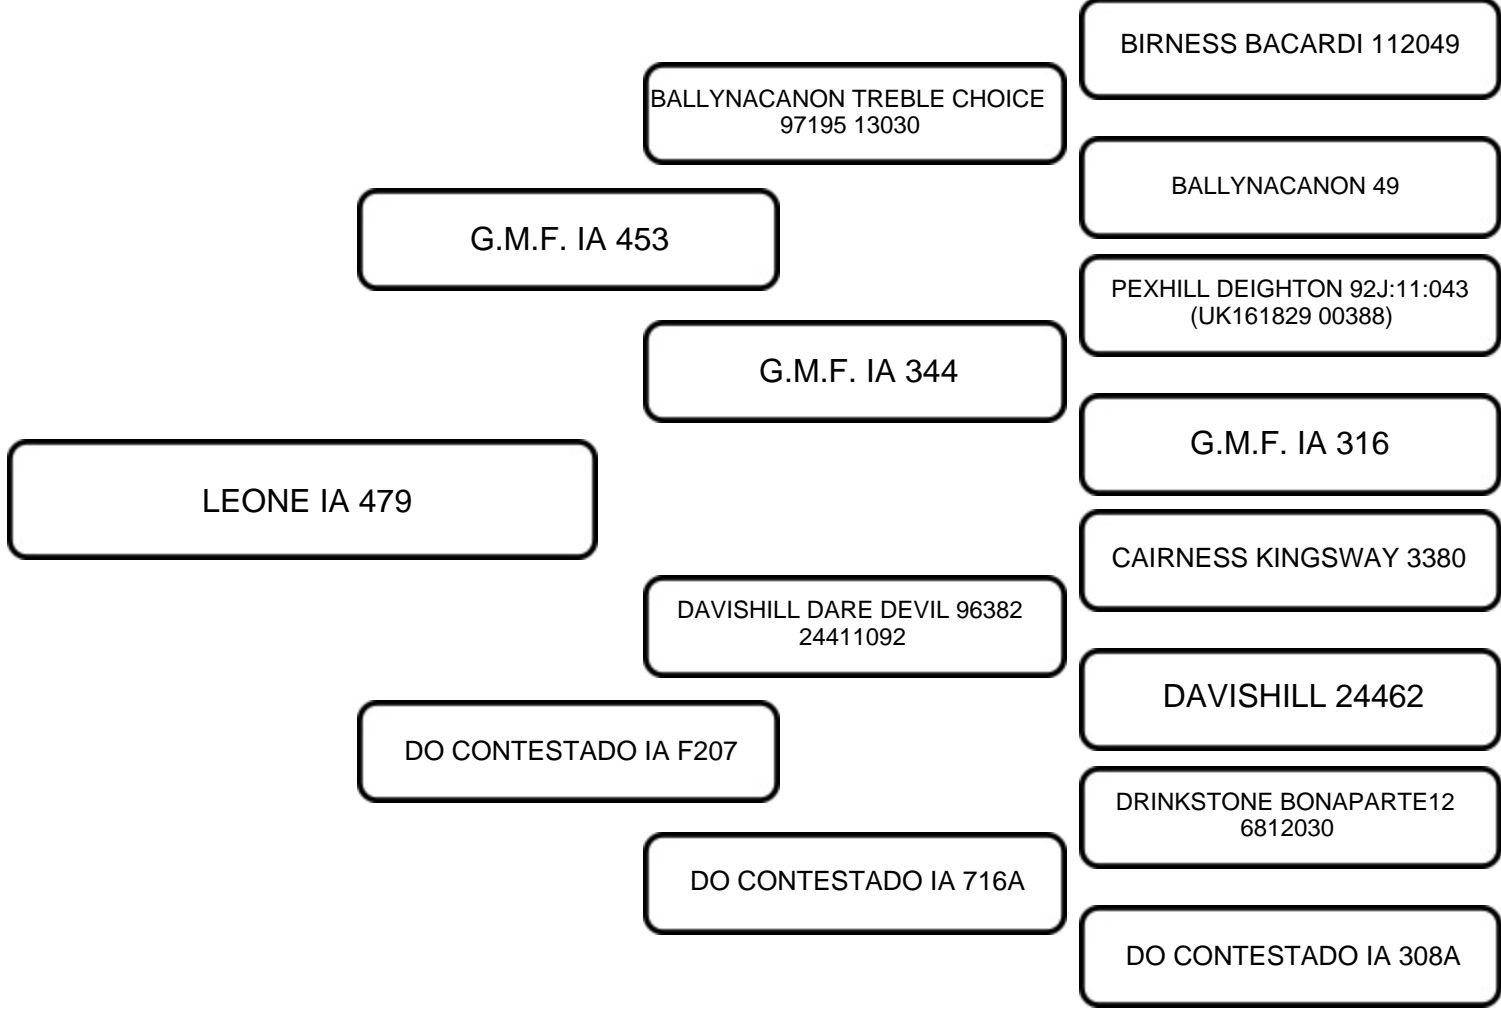 BIRNESS BACARDI 112049
BALLYNACANON TREBLE CHOICE
97195 13030
BALLYNACANON 49
G.M.F. IA 453
PEXHILL DEIGHTON 92J:11:043
(UK161829 00388)
G.M.F. IA 344
G.M.F. IA 316
LEONE IA 479
CAIRNESS KINGSWAY 3380
DAVISHILL DARE DEVIL 96382
24411092
DAVISHILL 24462
DO CONTESTADO IA F207
DRINKSTONE BONAPARTE12
6812030
DO CONTESTADO IA 716A
DO CONTESTADO IA 308A